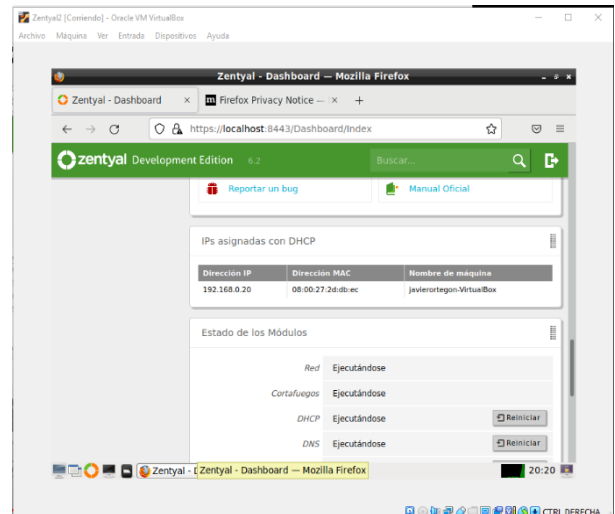 Zentyal2 [Corriendo] - Oracle VM VirtualBox
Archivo Máquina Ver Entrada Dispositivos Ayuda
Zentyal - Dashboard — Mozilla Firefox
Zentyal - Dashboard × m Firefox Privacy Notice — × +
https://localhost:8443/Dashboard/Index
zentyal Development Edition 6.2 Buscar...
Reportar un bug Manual Oficial
IPs asignadas con DHCP
Dirección IP Dirección MAC Nombre de máquina
192.168.0.20 08:00:27:2d:db:ec javierortegon-VirtualBox
Estado de los Módulos
Red Ejecutándose
Cortafuegos Ejecutándose
DHCP Ejecutándose Reiniciar
DNS Ejecutándose Reiniciar
Zentyal - D Zentyal - Dashboard — Mozilla Firefox 20:20
CTRL DERECHA